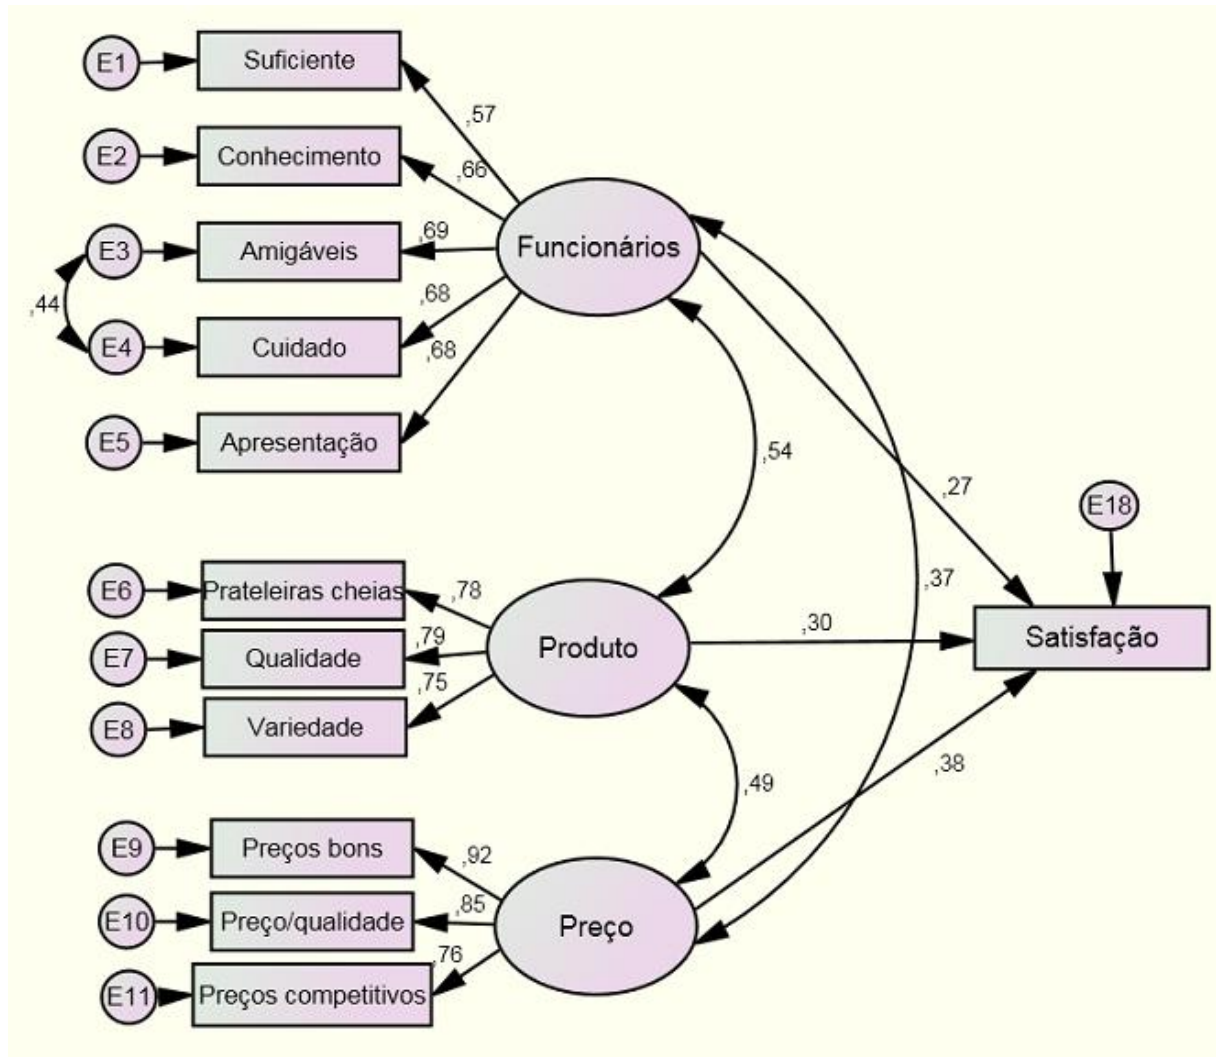 E1
Suficiente
,57
E2
Conhecimento
,66
E3
Amigáveis
,69
Funcionários
,44
E4
Cuidado
,68
,68
E5
Apresentação
,54
,27
E18
E6
Prateleiras cheias
,78
,37
E7
Qualidade
,79
Produto
,30
Satisfação
E8
Variedade
,75
,49
,38
E9
Preços bons
,92
E10
Preço/qualidade
,85
Preço
E11
Preços competitivos
,76